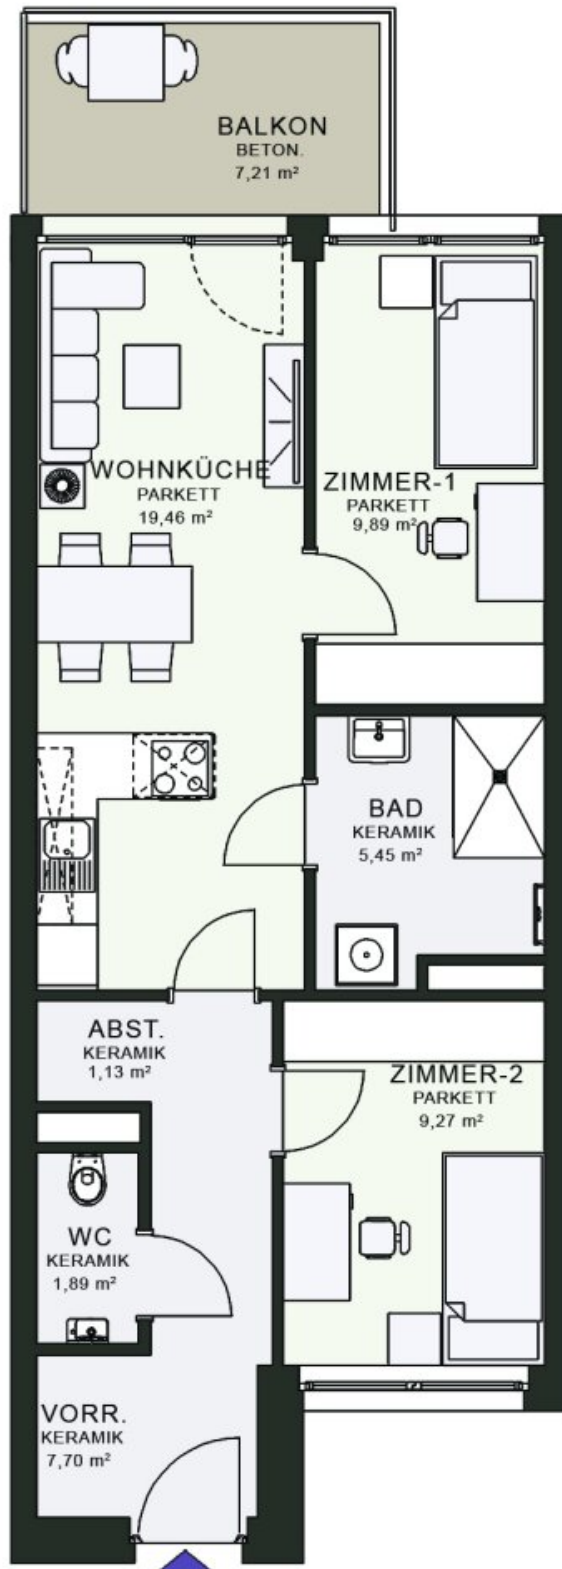 BALKON
BETON.
7,21 m²
WOHNKÜCHE
PARKETT
19,46 m²
ZIMMER-1
PARKETT
9,89 m²
BAD
KERAMIK
5,45 m²
ABST.
KERAMIK
1,13 m²
ZIMMER-2
PARKETT
9,27 m²
WC
KERAMIK
1,89 m²
VORR.
KERAMIK
7,70 m²